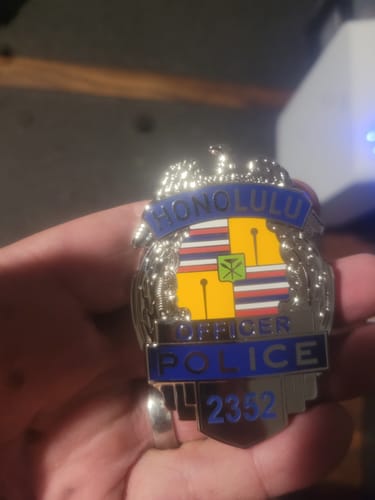 HONOLULU
OFFICER
POLICE
2352